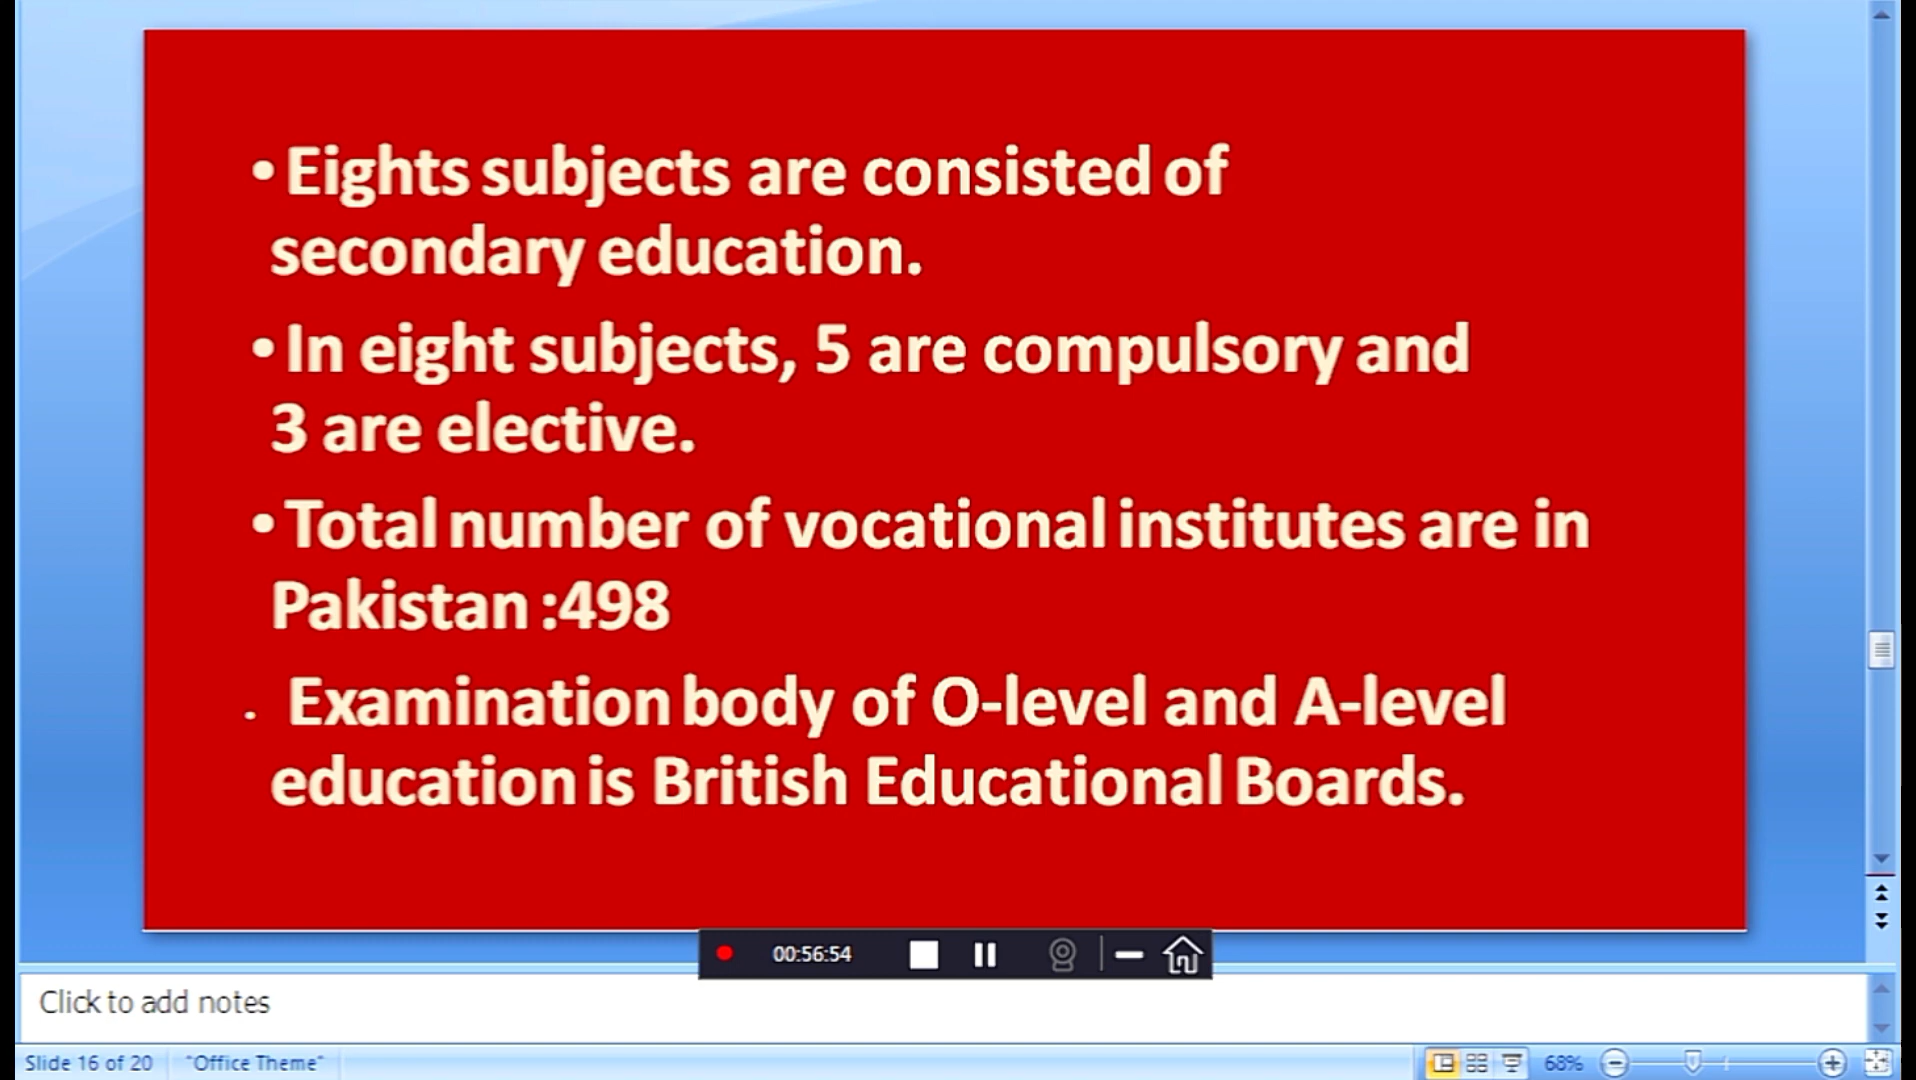 • Eights subjects are consisted of
secondary education.
• In eight subjects, 5 are compulsory and
3 are elective.
• Total number of vocational institutes are in
Pakistan :498
. Examination body of O-level and A-level
education is British Educational Boards.
00:56:54
Click to add notes
Slide 16 of 20 "Office Theme" 68%